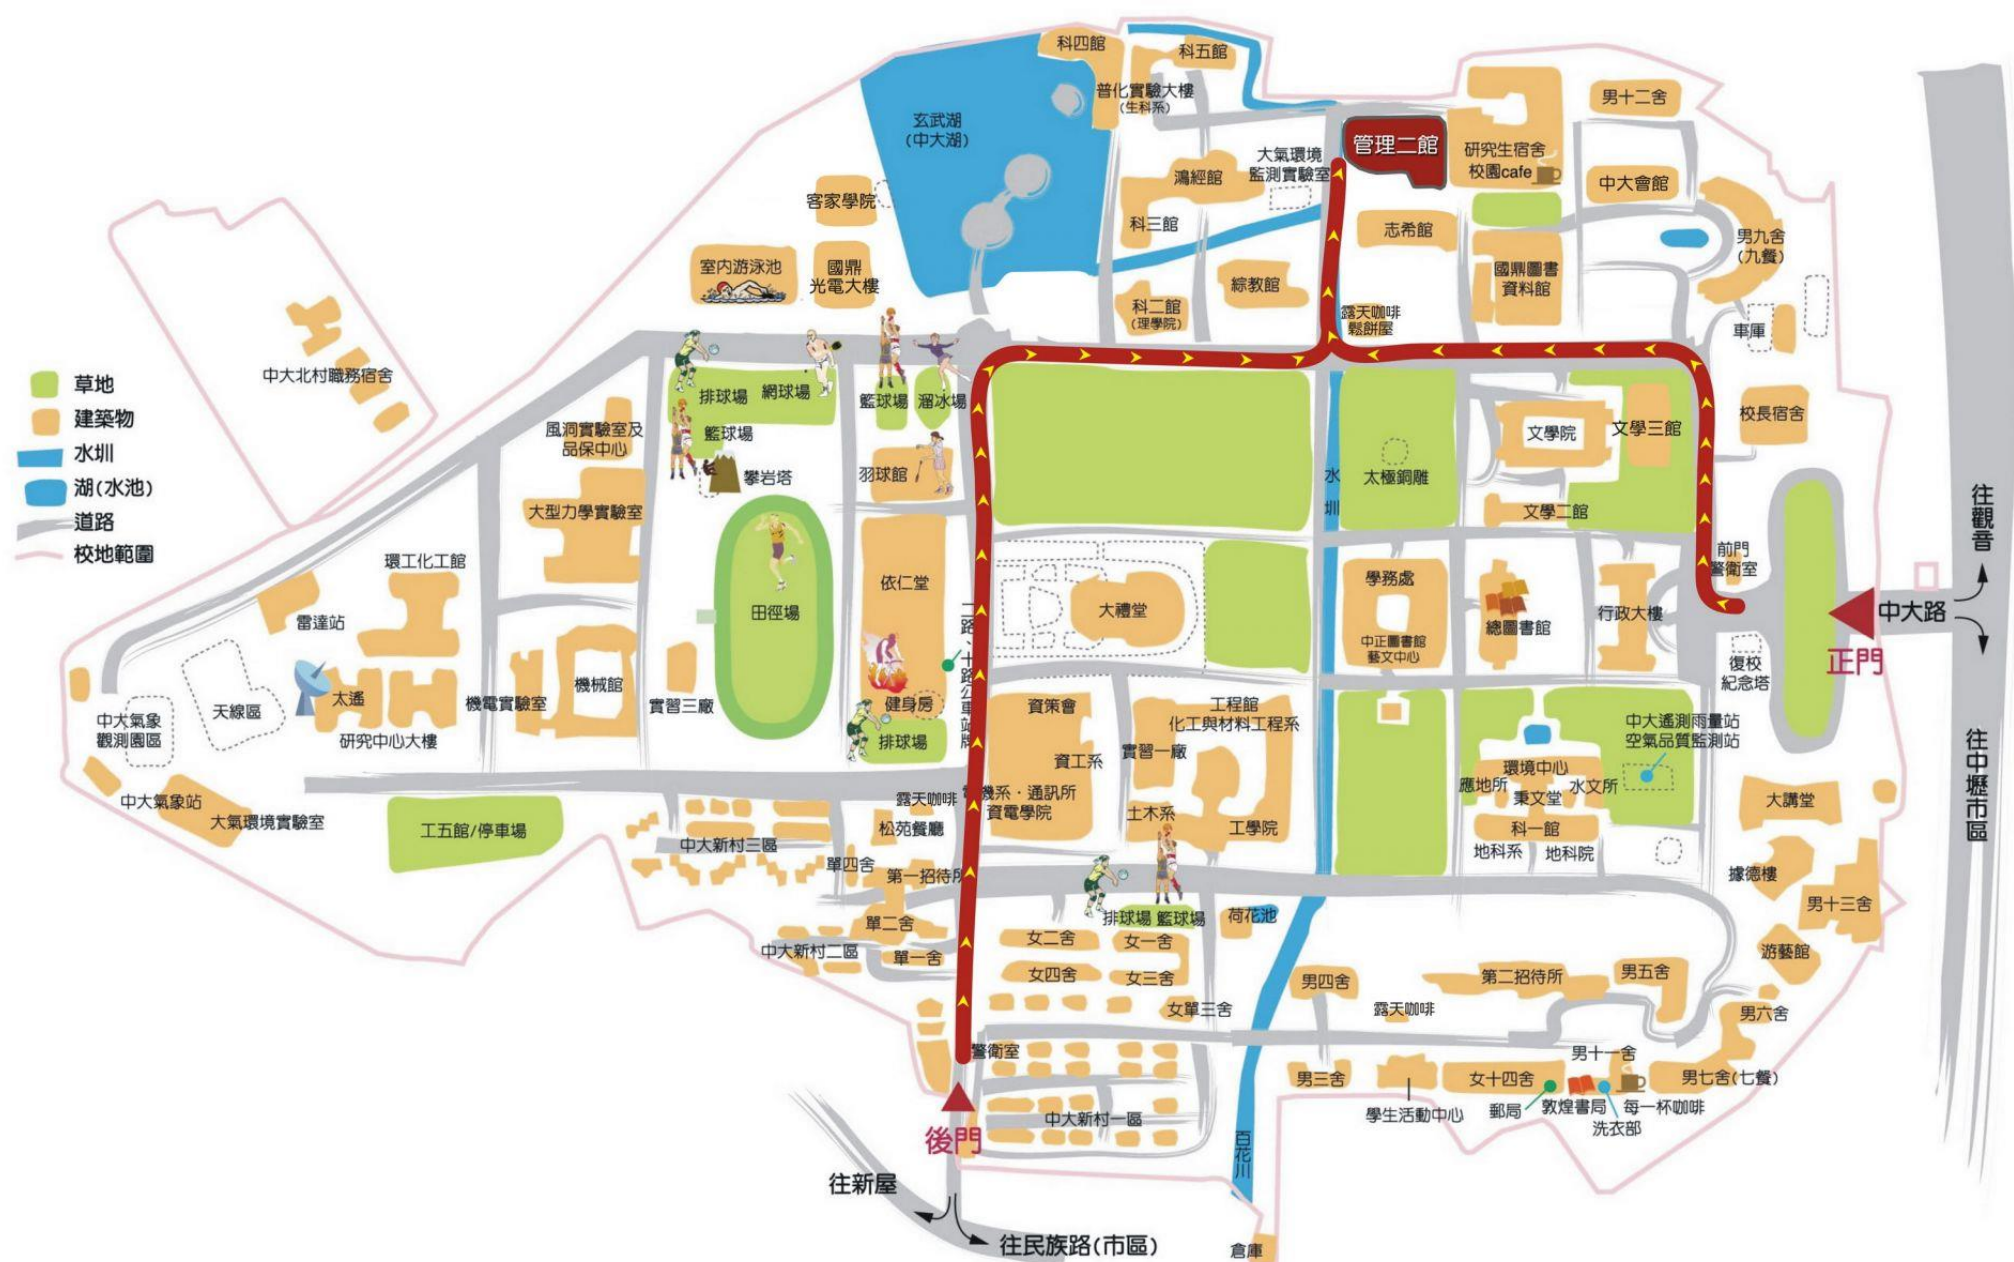 科四館
科五館
普化實驗大樓
(生科系)
男十二舍
玄武湖
(中大湖)
管理二館
大氣環境
監測實驗室
研究生宿舍
校園cafe
鴻經館
中大會館
客家學院
科三館
志希館
男九舍
(九餐)
室內游泳池
國鼎
光電大樓
綜教館
國鼎圖書
資料館
科二館
(理學院)
露天咖啡
鬆餅屋
車庫
中大北村職務宿舍
草地
建築物
水圳
湖(水池)
道路
校地範圍
排球場
網球場
籃球場
溜冰場
校長宿舍
風洞實驗室及
品保中心
籃球場
文學院
文學三館
攀岩塔
羽球館
太極銅雕
水圳
大型力學實驗室
文學二館
往觀音
環工化工館
前門
警衛室
依仁堂
學務處
田徑場
大禮堂
總圖書館
行政大樓
中大路
雷達站
中正圖書館
藝文中心
一路、十路公車站牌
正門
復校
紀念塔
太遙
機電實驗室
機械館
實習三廠
健身房
資策會
工程館
化工與材料工程系
天線區
中大氣象
觀測園區
研究中心大樓
排球場
實習一廠
資工系
中大遙測雨量站
空氣品質監測站
往中壢市區
環境中心
應地所
水文所
秉文堂
中大氣象站
大氣環境實驗室
露天咖啡
機系·通訊所
資電學院
土木系
工學院
大講堂
工五館/停車場
松苑餐廳
科一館
中大新村三區
地科系
地科院
單四舍
第一招待所
據德樓
男十三舍
排球場
籃球場
荷花池
單二舍
女二舍
女一舍
中大新村二區
單一舍
游藝館
女四舍
女三舍
男四舍
第二招待所
男五舍
女單三舍
露天咖啡
男六舍
警衛室
男十一舍
男三舍
女十四舍
男七舍(七餐)
學生活動中心
郵局
敦煌書局
每一杯咖啡
洗衣部
中大新村一區
後門
百花川
往新屋
往民族路(市區)
倉庫